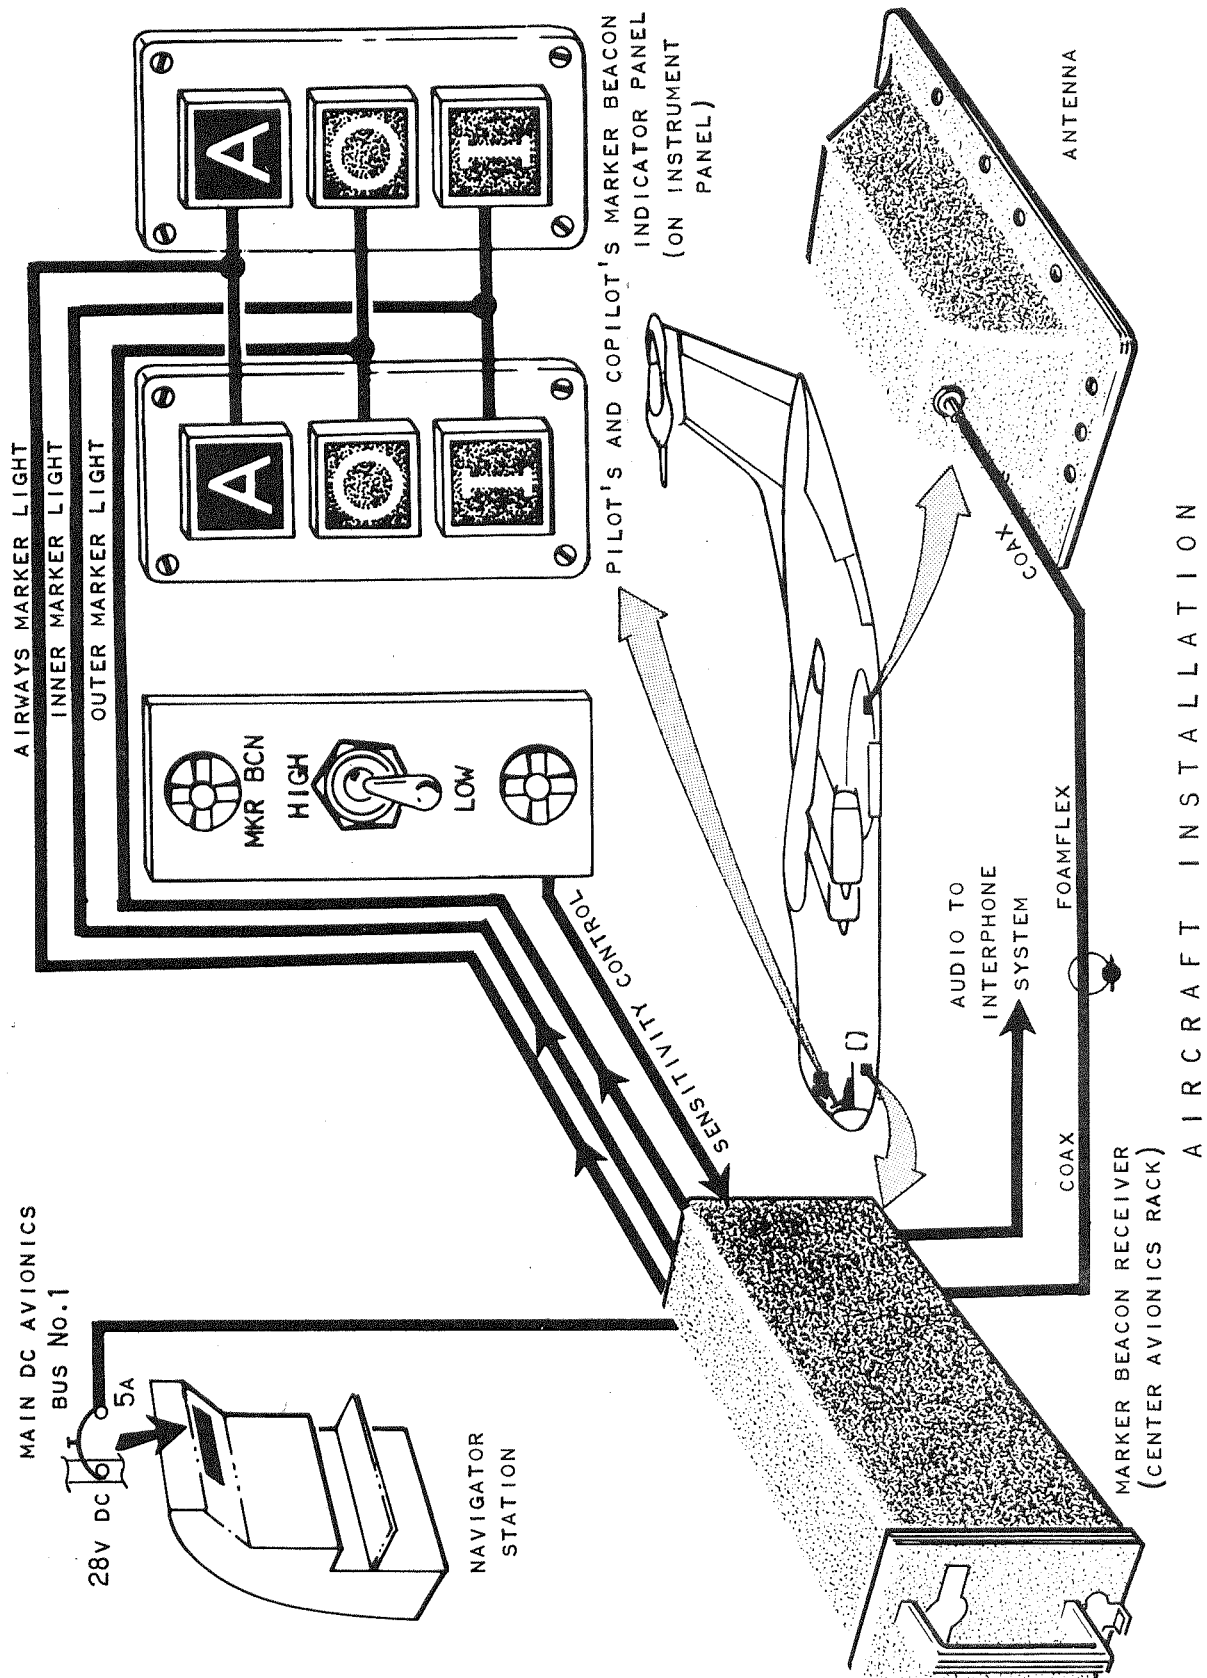 MAIN DC AVIONICS
BUS No.1
28V DC
5A
NAVIGATOR
STATION
AIRWAYS MARKER LIGHT
INNER MARKER LIGHT
OUTER MARKER LIGHT
MKR BCN
HIGH
LOW
A
O
I
A
O
I
PILOT'S AND COPILOT'S MARKER BEACON
INDICATOR PANEL
(ON INSTRUMENT
PANEL)
SENSITIVITY CONTROL
AUDIO TO
INTERPHONE
SYSTEM
COAX
FOAMFLEX
COAX
ANTENNA
MARKER BEACON RECEIVER
(CENTER AVIONICS RACK)
AIRCRAFT INSTALLATION